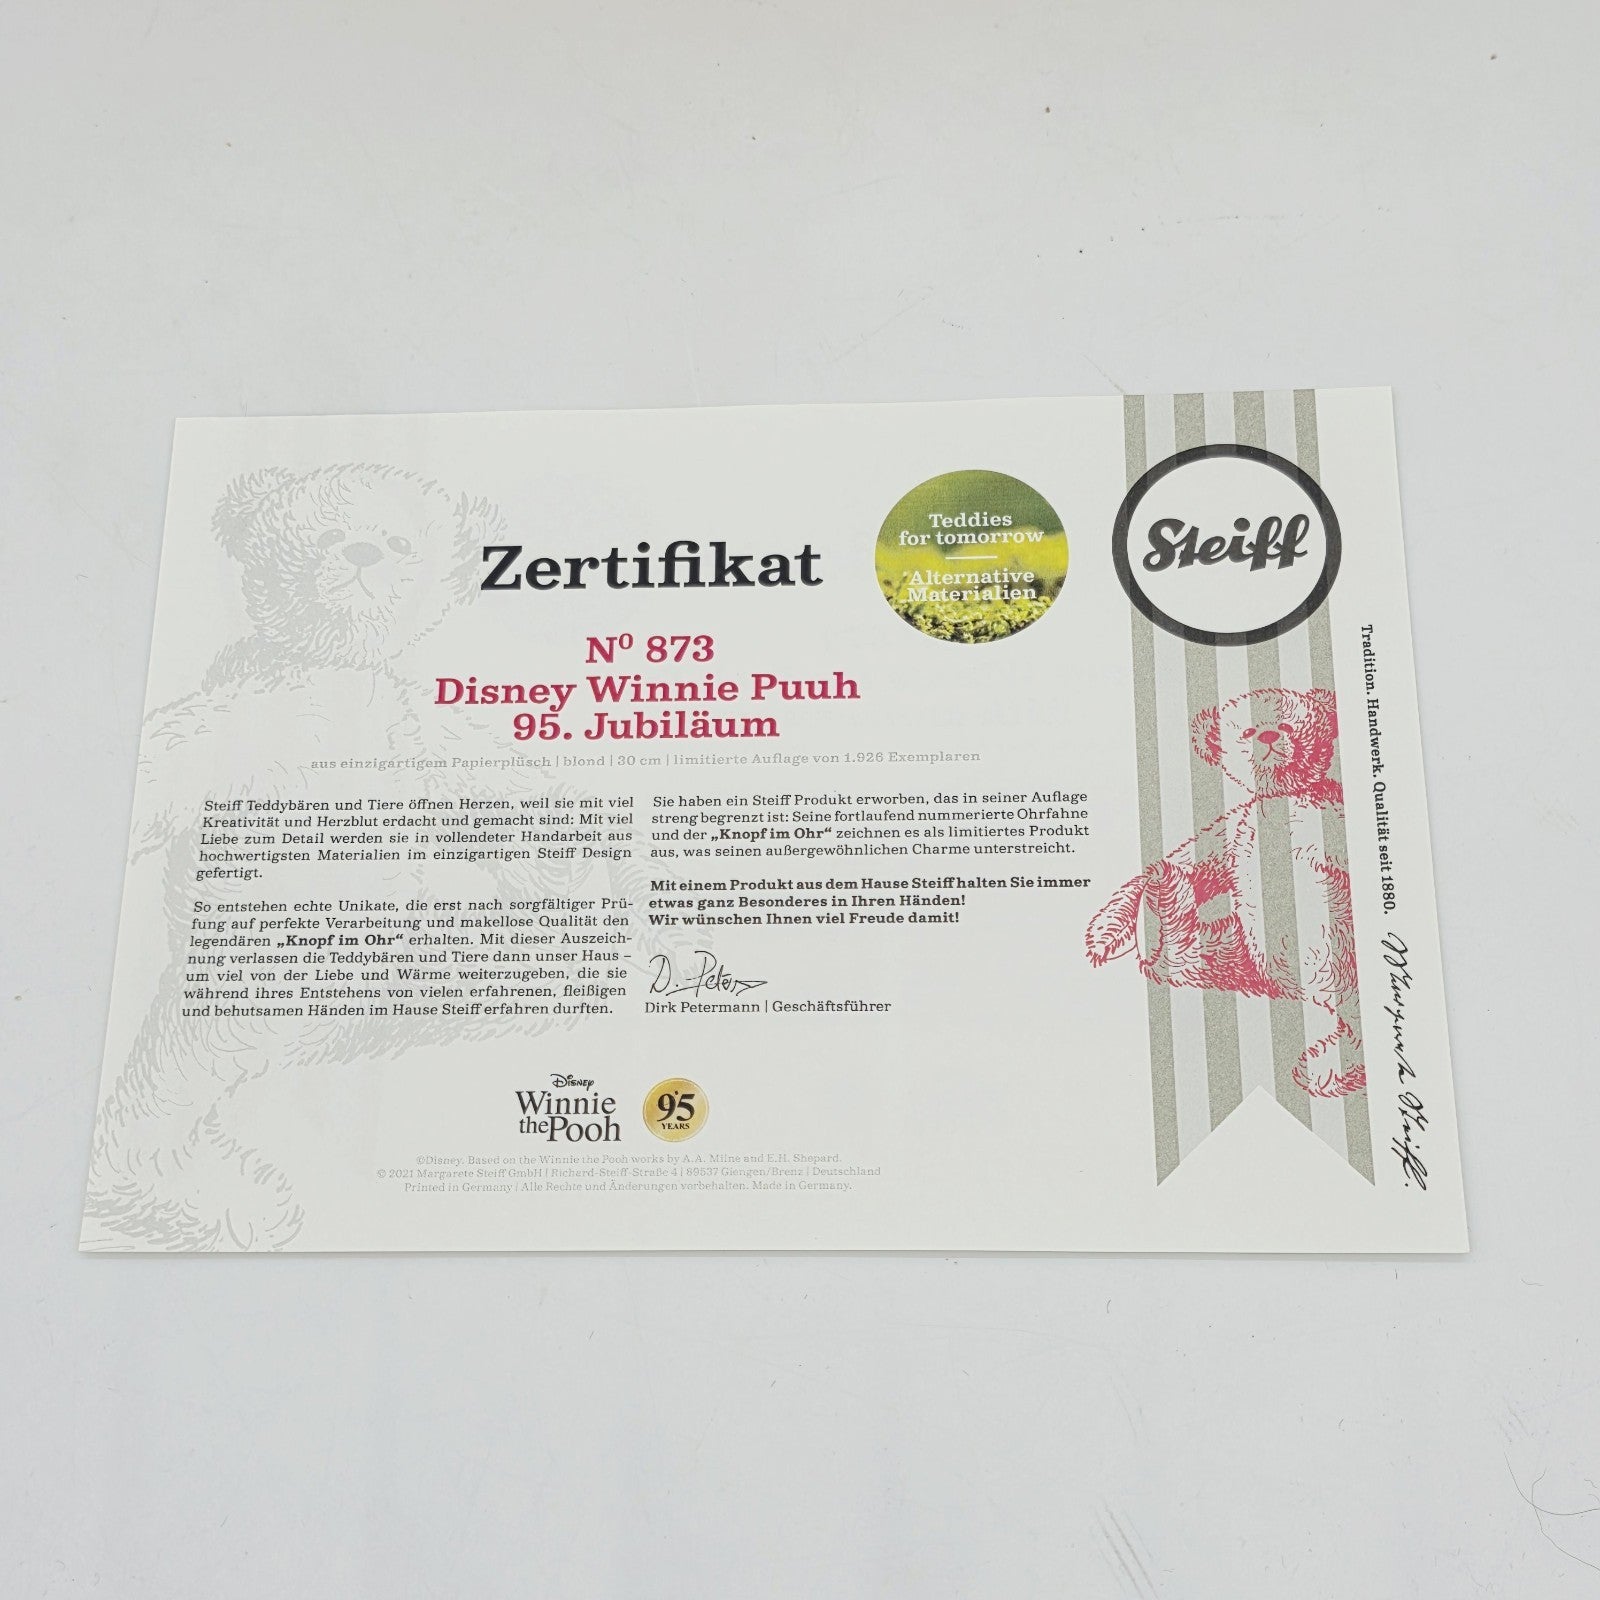 Teddies
for tomorrow
Alternative
Materialien
Steiff
Zertifikat
Nº 873
Disney Winnie Puuh
95. Jubiläum
aus einzigartigem Papierplüsch | blond | 30 cm | limitierte Auflage von 1.926 Exemplaren
Steiff Teddybären und Tiere öffnen Herzen, weil sie mit viel
Kreativität und Herzblut erdacht und gemacht sind: Mit viel
Liebe zum Detail werden sie in vollendeter Handarbeit aus
hochwertigsten Materialien im einzigartigen Steiff Design
gefertigt.
So entstehen echte Unikate, die erst nach sorgfältiger Prü-
fung auf perfekte Verarbeitung und makellose Qualität den
legendären „Knopf im Ohr“ erhalten. Mit dieser Auszeich-
nung verlassen die Teddybären und Tiere dann unser Haus –
um viel von der Liebe und Wärme weiterzugeben, die sie
während ihres Entstehens von vielen erfahrenen, fleißigen
und behutsamen Händen im Hause Steiff erfahren durften.
Sie haben ein Steiff Produkt erworben, das in seiner Auflage
streng begrenzt ist: Seine fortlaufend nummerierte Ohrfahne
und der „Knopf im Ohr“ zeichnen es als limitiertes Produkt
aus, was seinen außergewöhnlichen Charme unterstreicht.
Mit einem Produkt aus dem Hause Steiff halten Sie immer
etwas ganz Besonderes in Ihren Händen!
Wir wünschen Ihnen viel Freude damit!
D. Peterm
Dirk Petermann | Geschäftsführer
Disney
Winnie
the Pooh
95
YEARS
©Disney. Based on the Winnie the Pooh works by A.A. Milne and E.H. Shepard.
© 2021 Margarete Steiff GmbH | Richard-Steiff-Straße 4 | 89537 Giengen/Brenz | Deutschland
Printed in Germany | Alle Rechte und Änderungen vorbehalten. Made in Germany.
Tradition. Handwerk. Qualität seit 1880.
Margarete Steiff.